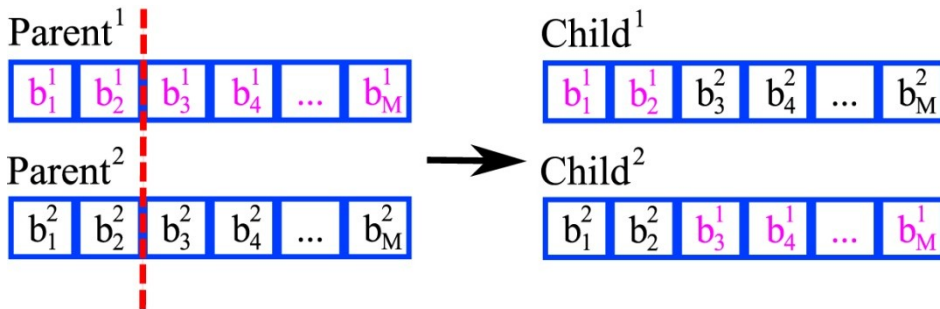 Parent¹
b₁¹ b₂¹ b₃¹ b₄¹ ... b_M¹
Parent²
b₁² b₂² b₃² b₄² ... b_M²
Child¹
b₁¹ b₂¹ b₃² b₄² ... b_M²
Child²
b₁² b₂² b₃¹ b₄¹ ... b_M¹